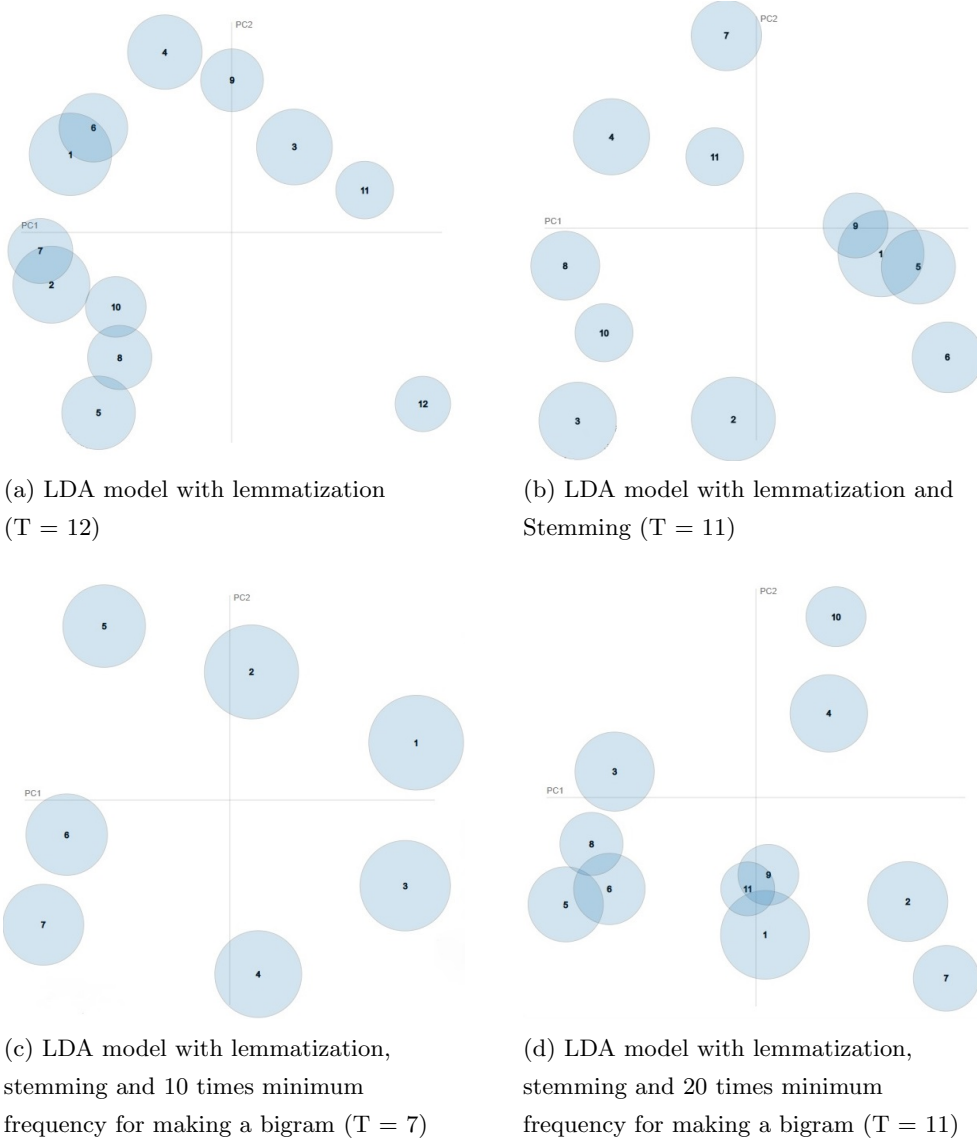 PC2
4
9
6
3
1
11
PC1
7
2
10
8
5
12
(a) LDA model with lemmatization
(T = 12)
PC2
7
4
11
PC1
9
1
8
5
10
6
3
2
(b) LDA model with lemmatization and
Stemming (T = 11)
PC2
5
2
1
PC1
6
3
7
4
(c) LDA model with lemmatization,
stemming and 10 times minimum
frequency for making a bigram (T = 7)
PC2
10
4
3
PC1
8
9
6
11
5
2
1
7
(d) LDA model with lemmatization,
stemming and 20 times minimum
frequency for making a bigram (T = 11)